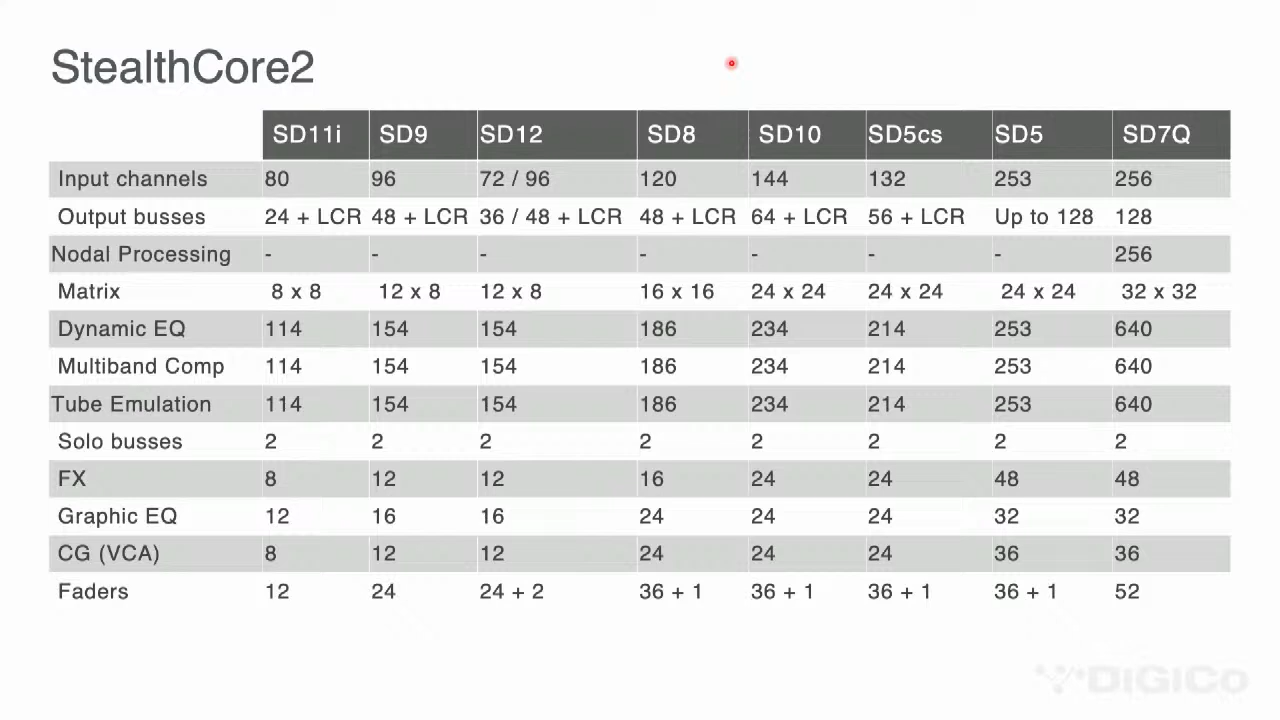 StealthCore2
SD11i SD9 SD12 SD8 SD10 SD5cs SD5 SD7Q
Input channels 80 96 72 / 96 120 144 132 253 256
Output busses 24 + LCR 48 + LCR 36 / 48 + LCR 48 + LCR 64 + LCR 56 + LCR Up to 128 128
Nodal Processing - - - - - - - 256
Matrix 8 x 8 12 x 8 12 x 8 16 x 16 24 x 24 24 x 24 24 x 24 32 x 32
Dynamic EQ 114 154 154 186 234 214 253 640
Multiband Comp 114 154 154 186 234 214 253 640
Tube Emulation 114 154 154 186 234 214 253 640
Solo busses 2 2 2 2 2 2 2 2
FX 8 12 12 16 24 24 48 48
Graphic EQ 12 16 16 24 24 24 32 32
CG (VCA) 8 12 12 24 24 24 36 36
Faders 12 24 24 + 2 36 + 1 36 + 1 36 + 1 36 + 1 52
DiGiCo